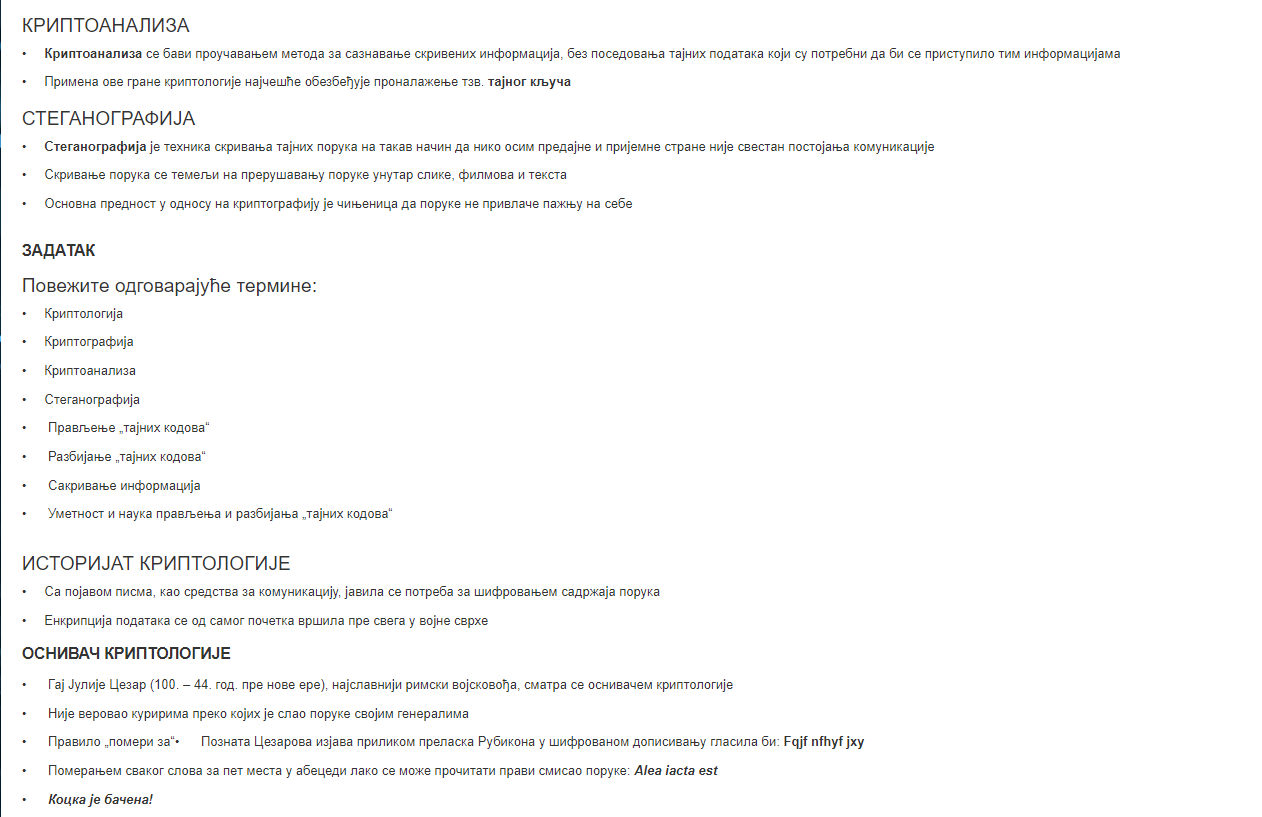 КРИПТОАНАЛИЗА
• Криптоанализа се бави проучавањем метода за сазнавање скривених информација, без поседовања тајних података који су потребни да би се приступило тим информацијама
• Примена ове гране криптологије најчешће обезбеђује проналажење тзв. тајног кључа
СТЕГАНОГРАФИЈА
• Стеганографија је техника скривања тајних порука на такав начин да нико осим предајне и пријемне стране није свестан постојања комуникације
• Скривање порука се темељи на прерушавању поруке унутар слике, филмова и текста
• Основна предност у односу на криптографију је чињеница да поруке не привлаче пажњу на себе
ЗАДАТАК
Повежите одговарајуће термине:
• Криптологија
• Криптографија
• Криптоанализа
• Стеганографија
• Прављење „тајних кодова“
• Разбијање „тајних кодова“
• Сакривање информација
• Уметност и наука прављења и разбијања „тајних кодова“
ИСТОРИЈАТ КРИПТОЛОГИЈЕ
• Са појавом писма, као средства за комуникацију, јавила се потреба за шифровањем садржаја порука
• Енкрипција података се од самог почетка вршила пре свега у војне сврхе
ОСНИВАЧ КРИПТОЛОГИЈЕ
• Гај Јулије Цезар (100. – 44. год. пре нове ере), најславнији римски војсковођа, сматра се оснивачем криптологије
• Није веровао куририма преко којих је слао поруке својим генералима
• Правило „помери за“• Позната Цезарова изјава приликом преласка Рубикона у шифрованом дописивању гласила би: Fqjf nfhyf jxy
• Померањем сваког слова за пет места у абецеди лако се може прочитати прави смисао поруке: Alea iacta est
• Коцка је бачена!